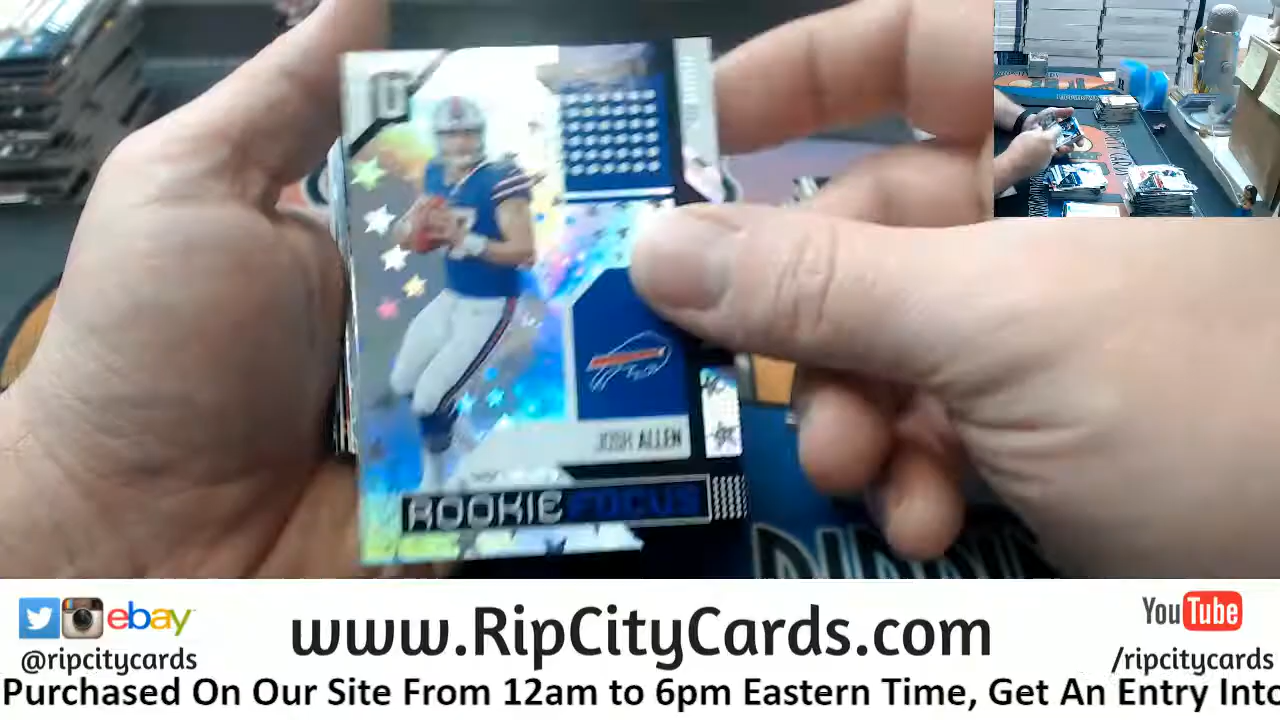 JOSH ALLEN
ROOKIE FOCUS
ebay
www.RipCityCards.com
YouTube
@ripcitycards
/ripcitycards
Purchased On Our Site From 12am to 6pm Eastern Time, Get An Entry Into